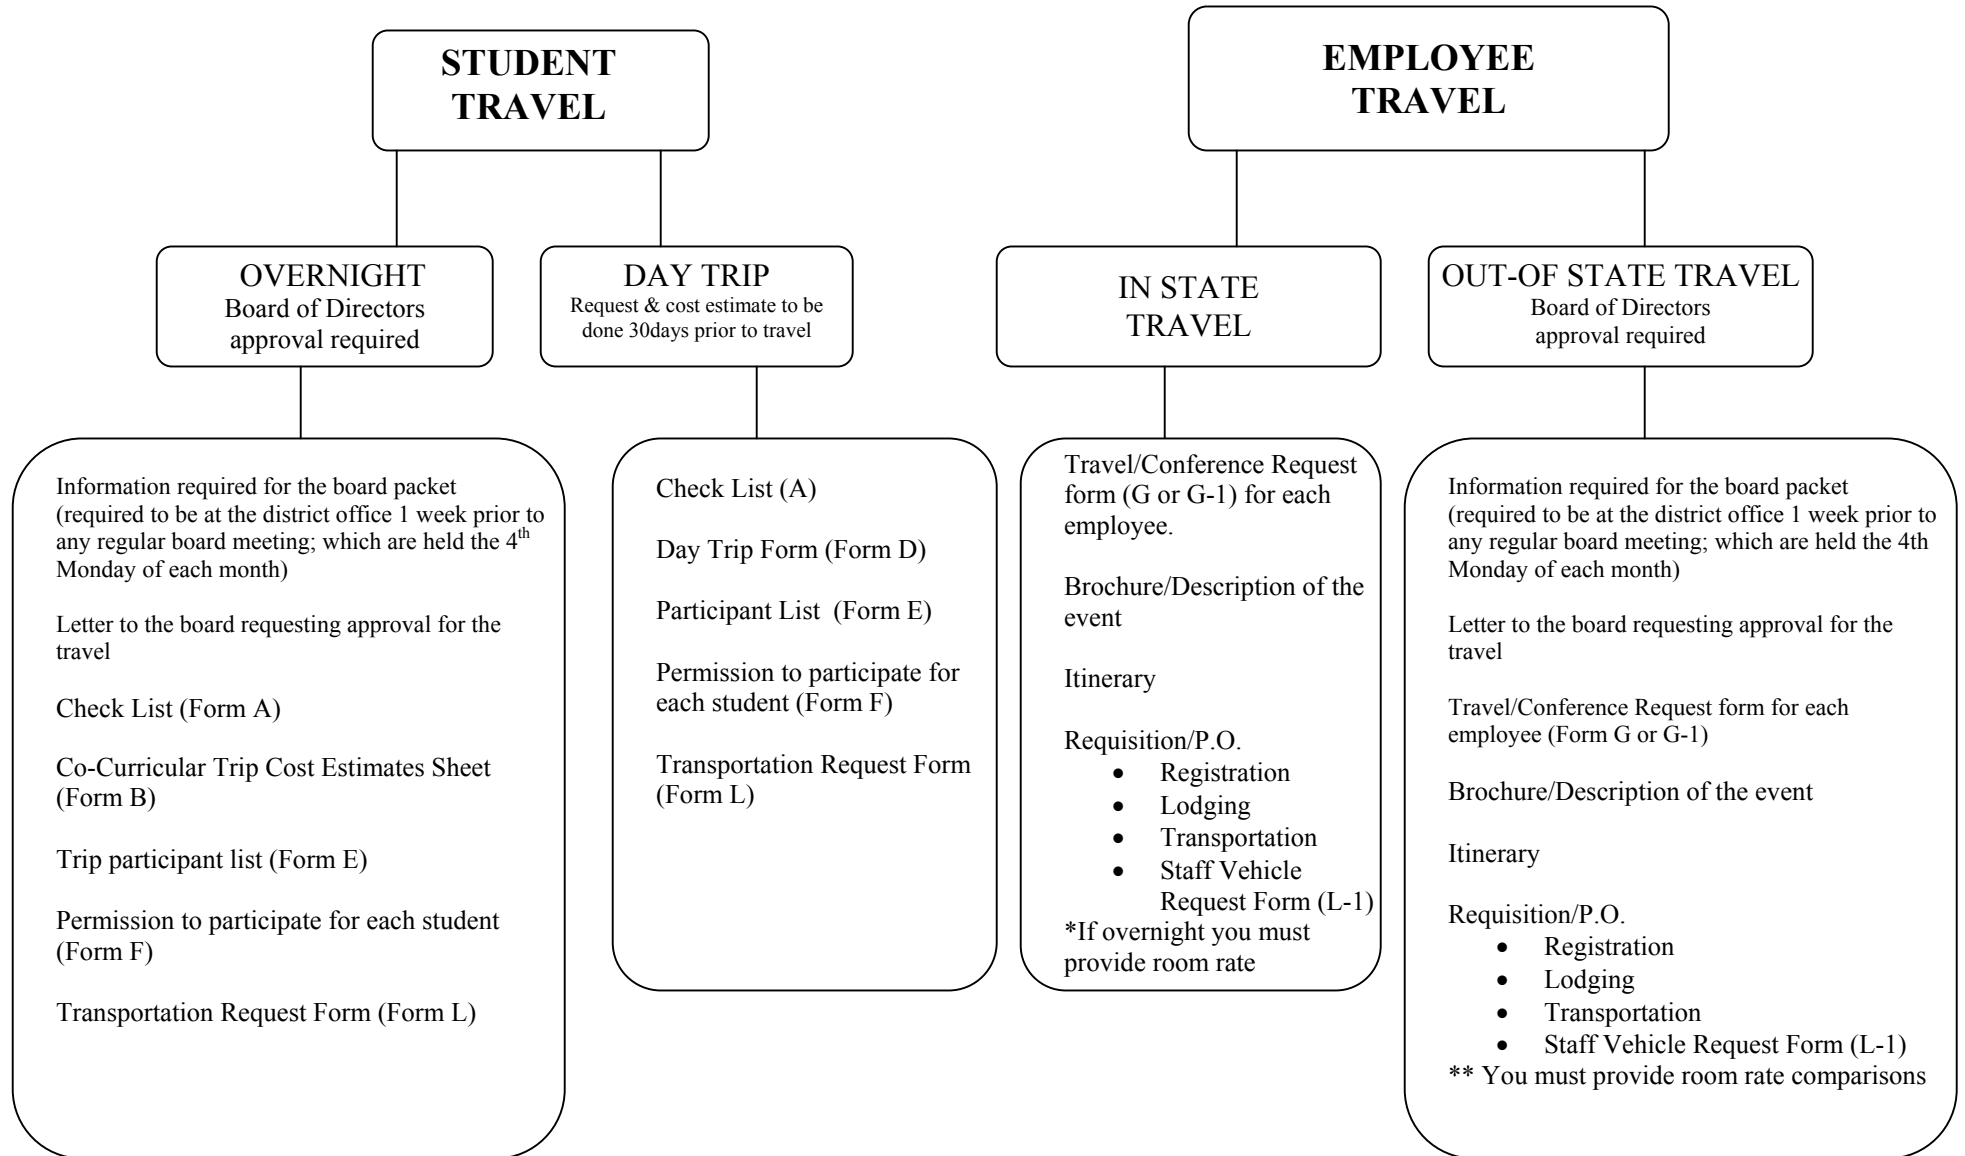 STUDENT
TRAVEL
EMPLOYEE
TRAVEL
OVERNIGHT
Board of Directors
approval required
DAY TRIP
Request & cost estimate to be
done 30days prior to travel
IN STATE
TRAVEL
OUT-OF STATE TRAVEL
Board of Directors
approval required
Information required for the board packet
(required to be at the district office 1 week prior to
any regular board meeting; which are held the 4th
Monday of each month)
Letter to the board requesting approval for the
travel
Check List (Form A)
Co-Curricular Trip Cost Estimates Sheet
(Form B)
Trip participant list (Form E)
Permission to participate for each student
(Form F)
Transportation Request Form (Form L)
Check List (A)
Day Trip Form (Form D)
Participant List (Form E)
Permission to participate for
each student (Form F)
Transportation Request Form
(Form L)
Travel/Conference Request
form (G or G-1) for each
employee.
Brochure/Description of the
event
Itinerary
Requisition/P.O.
• Registration
• Lodging
• Transportation
• Staff Vehicle
Request Form (L-1)
*If overnight you must
provide room rate
Information required for the board packet
(required to be at the district office 1 week prior to
any regular board meeting; which are held the 4th
Monday of each month)
Letter to the board requesting approval for the
travel
Travel/Conference Request form for each
employee (Form G or G-1)
Brochure/Description of the event
Itinerary
Requisition/P.O.
• Registration
• Lodging
• Transportation
• Staff Vehicle Request Form (L-1)
** You must provide room rate comparisons